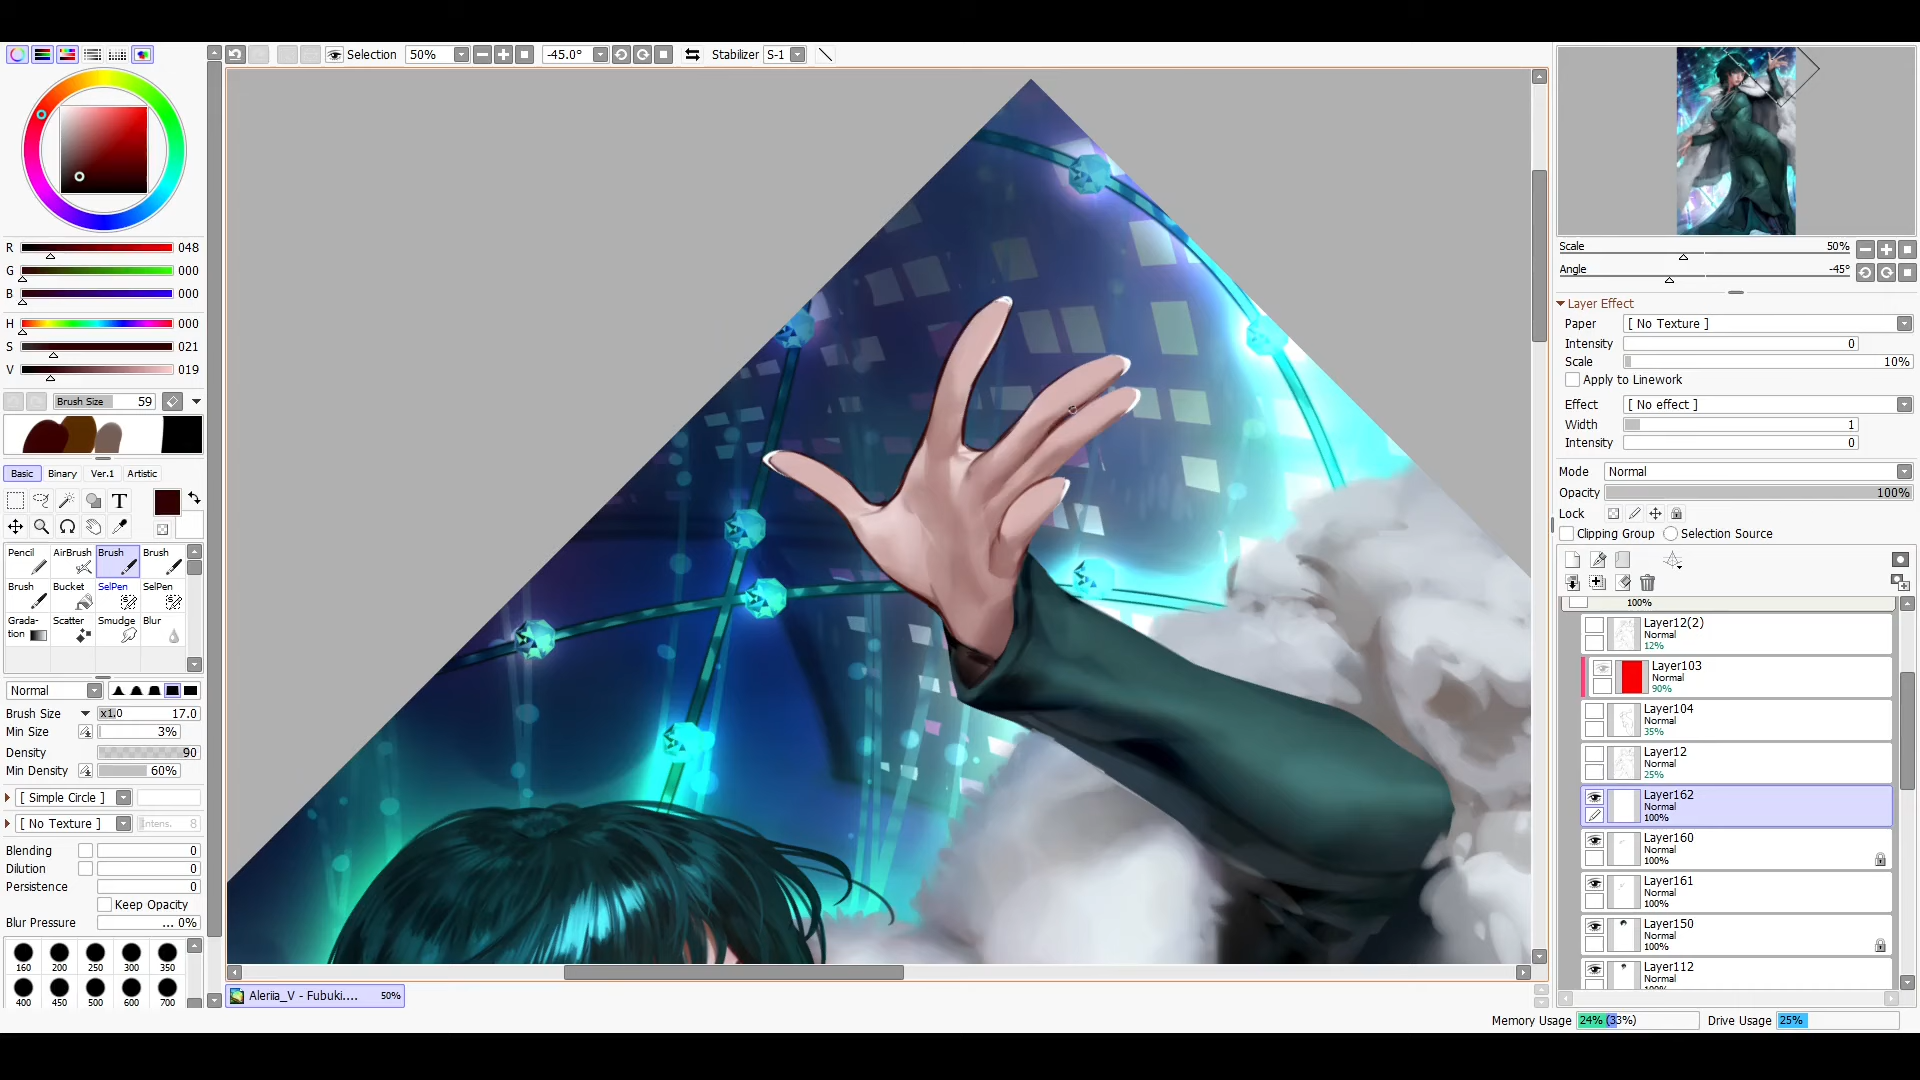 Selection
50%
-45.0°
Stabilizer
S-1
R
048
G
000
B
000
H
000
S
021
V
019
Brush Size
59
Basic
Binary
Ver.1
Artistic
T
Pencil
AirBrush
Brush
Brush
Brush
Bucket
SelPen
SelPen
Grada-
tion
Scatter
Smudge
Blur
Normal
Brush Size
x1.0
17.0
Min Size
3%
Density
90
Min Density
60%
[ Simple Circle ]
[ No Texture ]
Intens.
8
Blending
0
Dilution
0
Persistence
0
Keep Opacity
Blur Pressure
... 0%
160
200
250
300
350
400
450
500
600
700
Aleriia_V - Fubuki....
50%
Scale
50%
Angle
-45°
Layer Effect
Paper
[ No Texture ]
Intensity
0
Scale
10%
Apply to Linework
Effect
[ No effect ]
Width
1
Intensity
0
Mode
Normal
Opacity
100%
Lock
Clipping Group
Selection Source
100%
Layer12(2)
Normal
12%
Layer103
Normal
90%
Layer104
Normal
35%
Layer12
Normal
25%
Layer162
Normal
100%
Layer160
Normal
100%
Layer161
Normal
100%
Layer150
Normal
100%
Layer112
Normal
100%
Memory Usage
24% (33%)
Drive Usage
25%